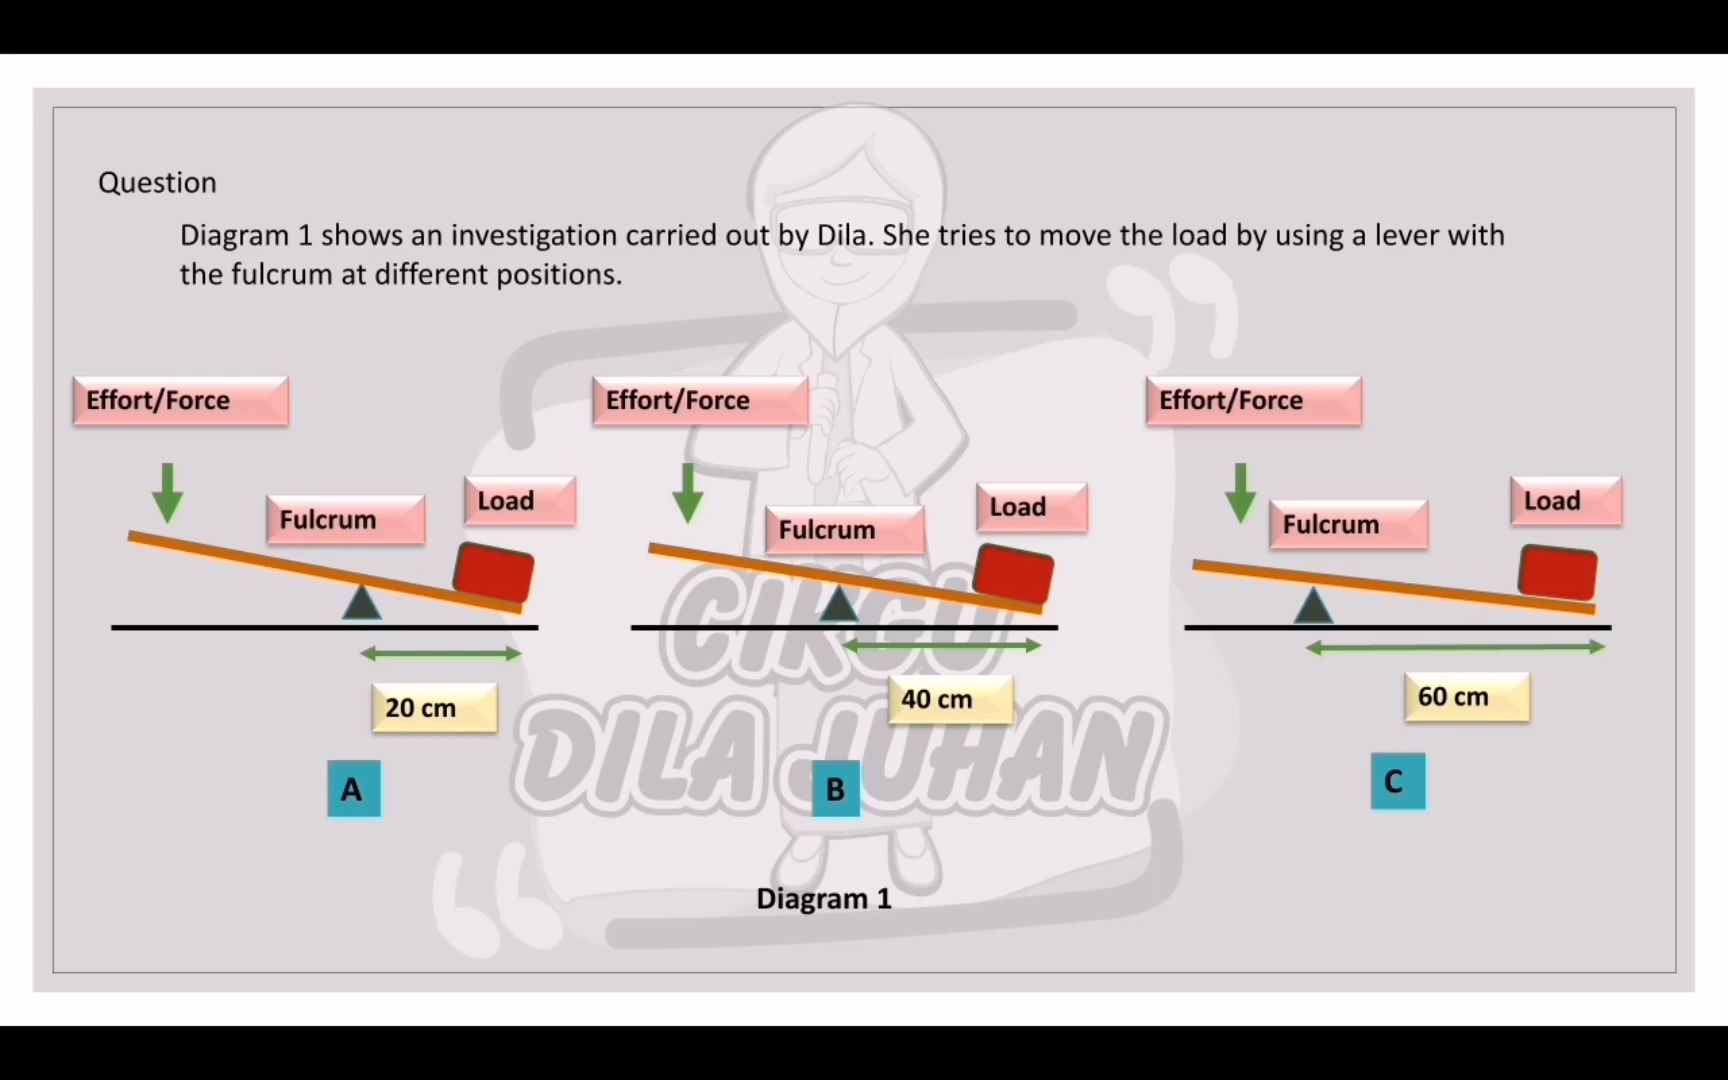 Question
Diagram 1 shows an investigation carried out by Dila. She tries to move the load by using a lever with
the fulcrum at different positions.
Effort/Force
Fulcrum
Load
20 cm
A
Effort/Force
Fulcrum
Load
40 cm
B
Effort/Force
Fulcrum
Load
60 cm
C
CIKGU
DILA JUHAN
Diagram 1